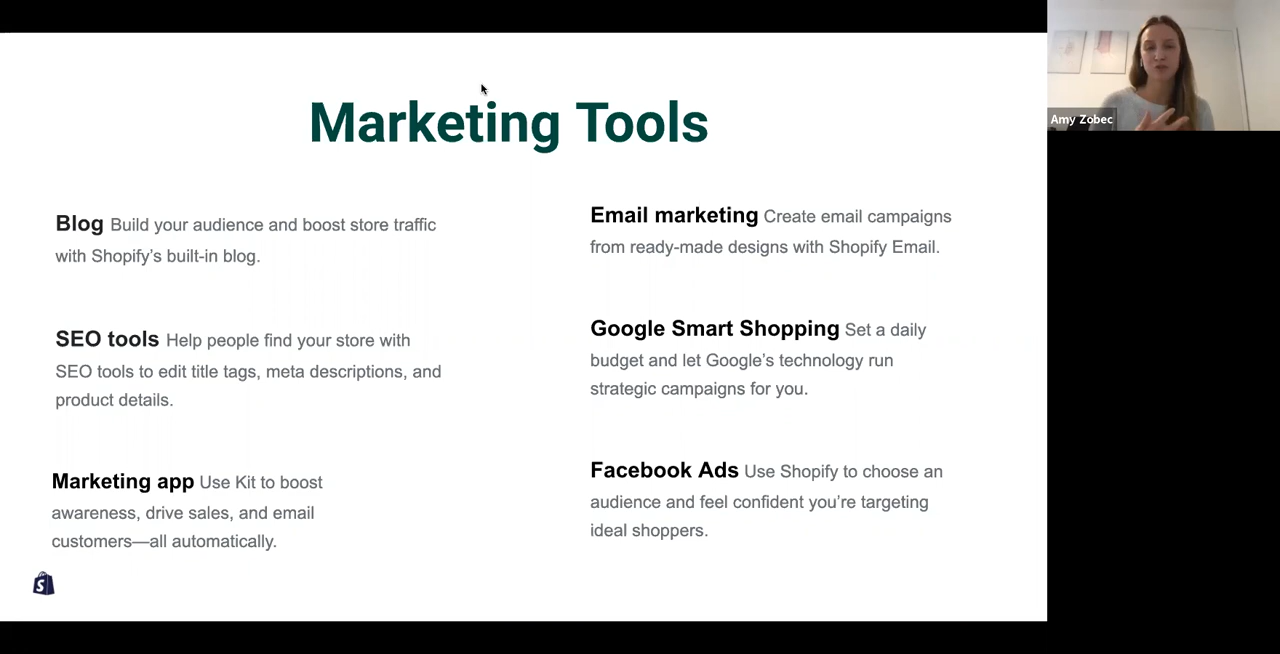 Marketing Tools
Blog Build your audience and boost store traffic
with Shopify's built-in blog.
SEO tools Help people find your store with
SEO tools to edit title tags, meta descriptions, and
product details.
Marketing app Use Kit to boost
awareness, drive sales, and email
customers—all automatically.
Email marketing Create email campaigns
from ready-made designs with Shopify Email.
Google Smart Shopping Set a daily
budget and let Google's technology run
strategic campaigns for you.
Facebook Ads Use Shopify to choose an
audience and feel confident you're targeting
ideal shoppers.
Amy Zobec